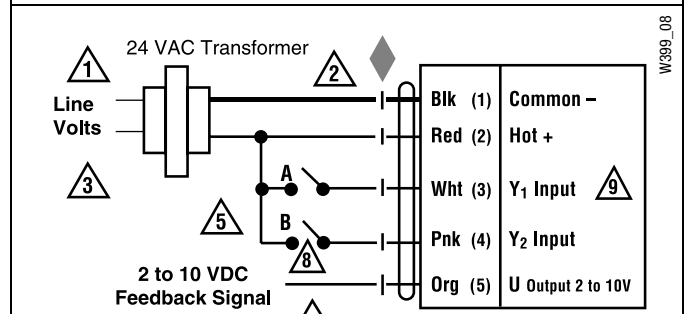 W399_08
24 VAC Transformer
1
2
Line
Volts
Blk (1) Common –
Red (2) Hot +
3
A
Wht (3) Y₁ Input
9
5
B
Pnk (4) Y₂ Input
8
2 to 10 VDC
Feedback Signal
Org (5) U Output 2 to 10V